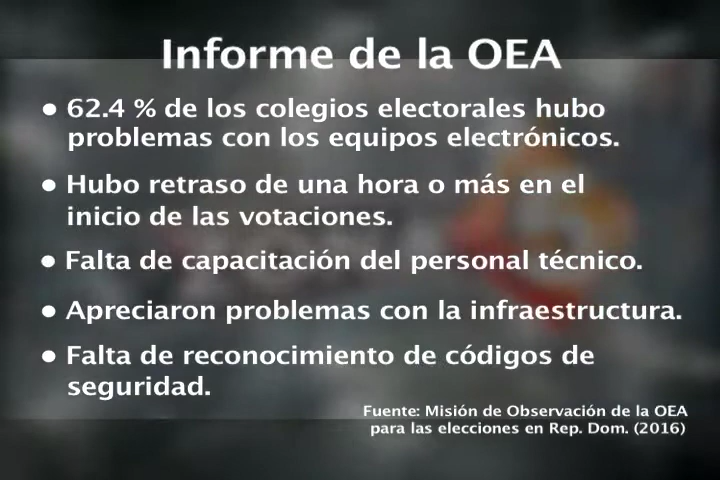 Informe de la OEA
• 62.4 % de los colegios electorales hubo
problemas con los equipos electrónicos.
• Hubo retraso de una hora o más en el
inicio de las votaciones.
• Falta de capacitación del personal técnico.
• Apreciaron problemas con la infraestructura.
• Falta de reconocimiento de códigos de
seguridad.
Fuente: Misión de Observación de la OEA
para las elecciones en Rep. Dom. (2016)